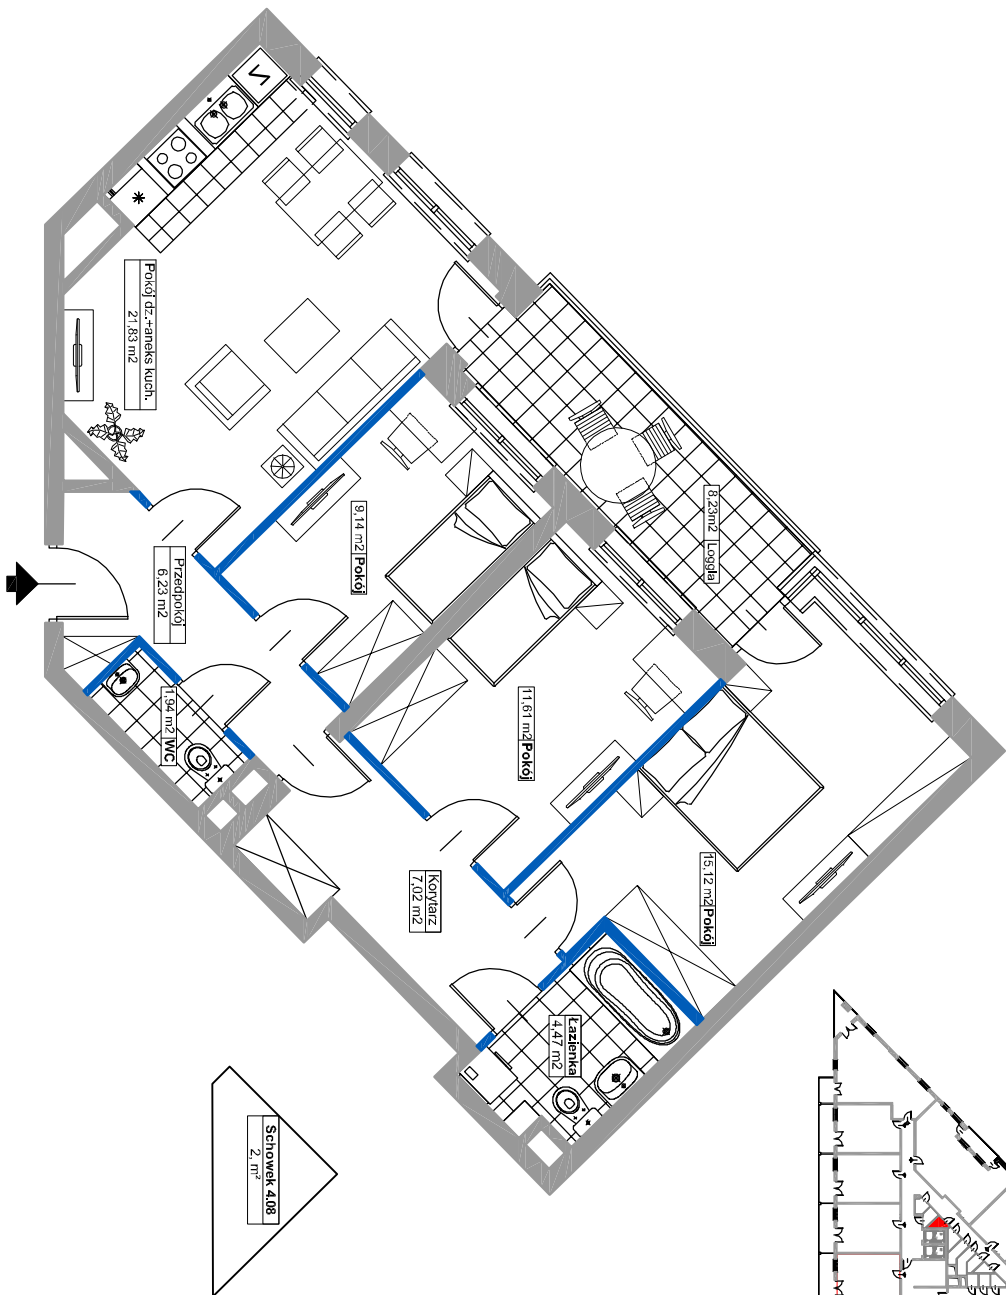 Pokój dz.+aneks kuch.
21,83 m2
9,14 m2 Pokój
8,23m2 Loggia
Przedpokój
6,23 m2
1,94 m2 WC
11,61 m2 Pokój
15,12 m2 Pokój
Korytarz
7,02 m2
Łazienka
4,47 m2
Schowek 4.08
2, m²